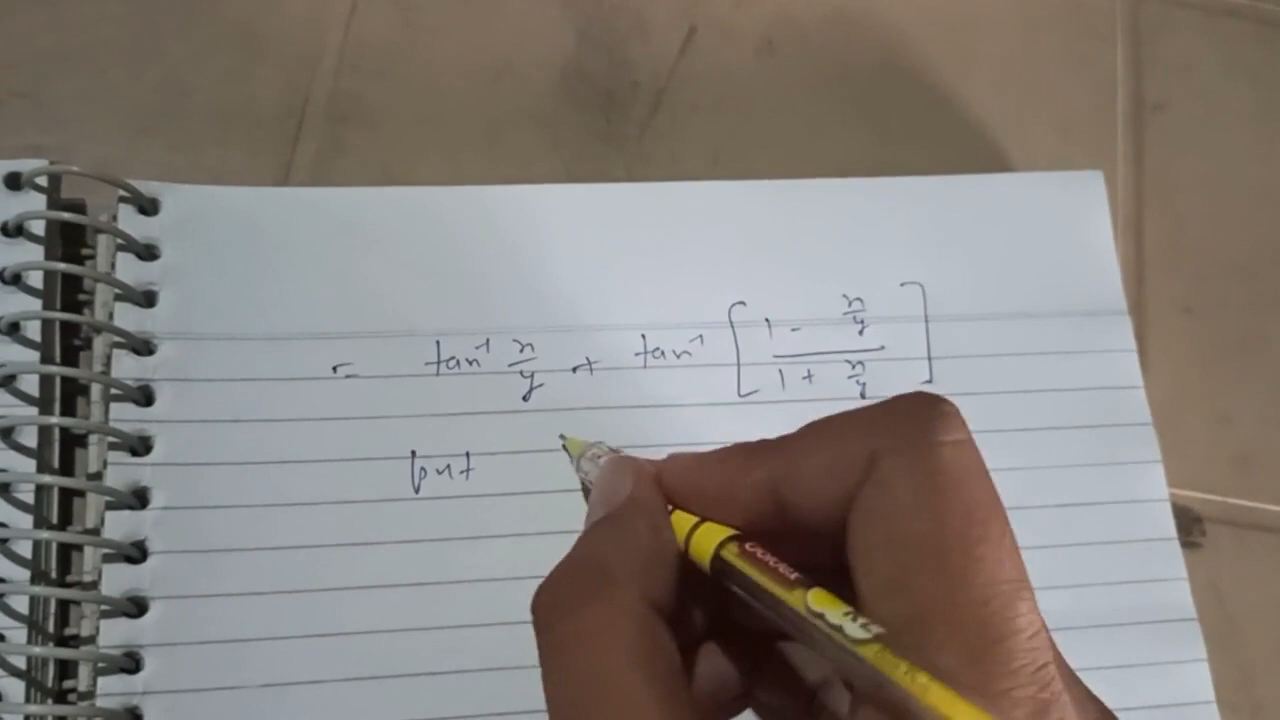 = tan⁻¹ x/y + tan⁻¹ [ (1 - x/y) / (1 + x/y) ]
put